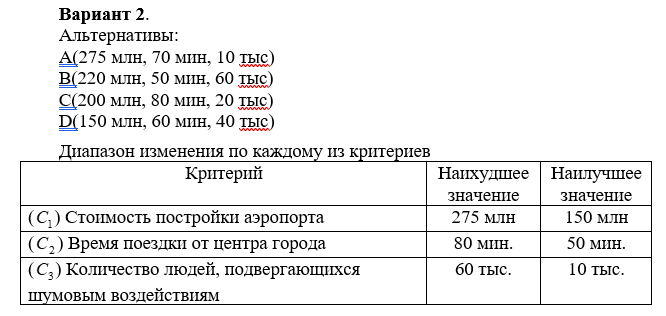 Вариант 2.
Альтернативы:
A(275 млн, 70 мин, 10 тыс)
B(220 млн, 50 мин, 60 тыс)
C(200 млн, 80 мин, 20 тыс)
D(150 млн, 60 мин, 40 тыс)
Диапазон изменения по каждому из критериев
Критерий Наихудшее значение Наилучшее значение
(C₁) Стоимость постройки аэропорта 275 млн 150 млн
(C₂) Время поездки от центра города 80 мин. 50 мин.
(C₃) Количество людей, подвергающихся 60 тыс. 10 тыс.
шумовым воздействиям